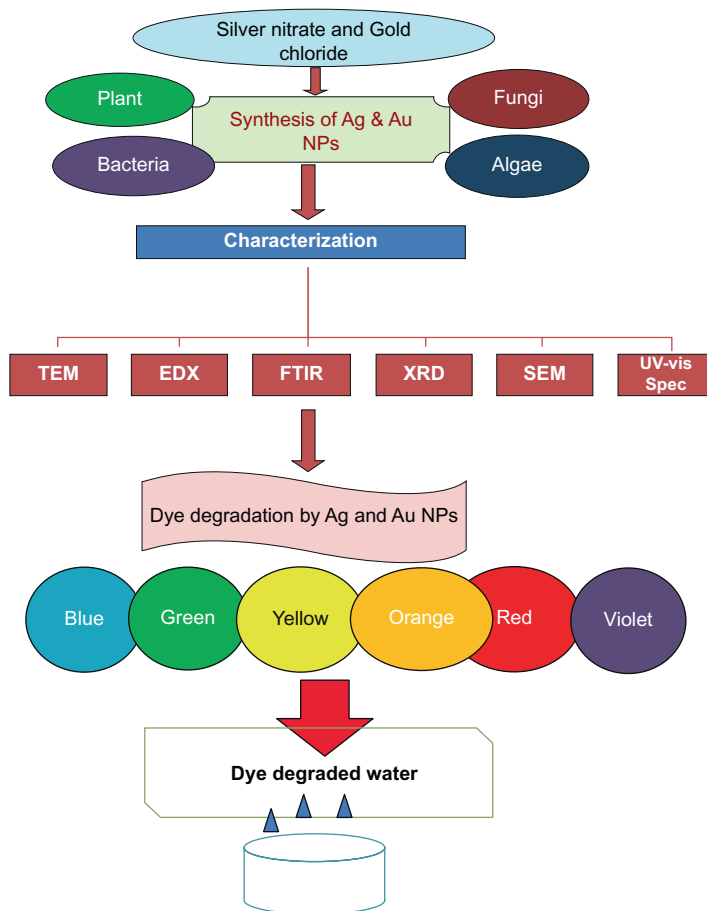 Silver nitrate and Gold
chloride
Plant
Fungi
Synthesis of Ag & Au
NPs
Bacteria
Algae
Characterization
TEM
EDX
FTIR
XRD
SEM
UV-vis
Spec
Dye degradation by Ag and Au NPs
Blue
Green
Yellow
Orange
Red
Violet
Dye degraded water